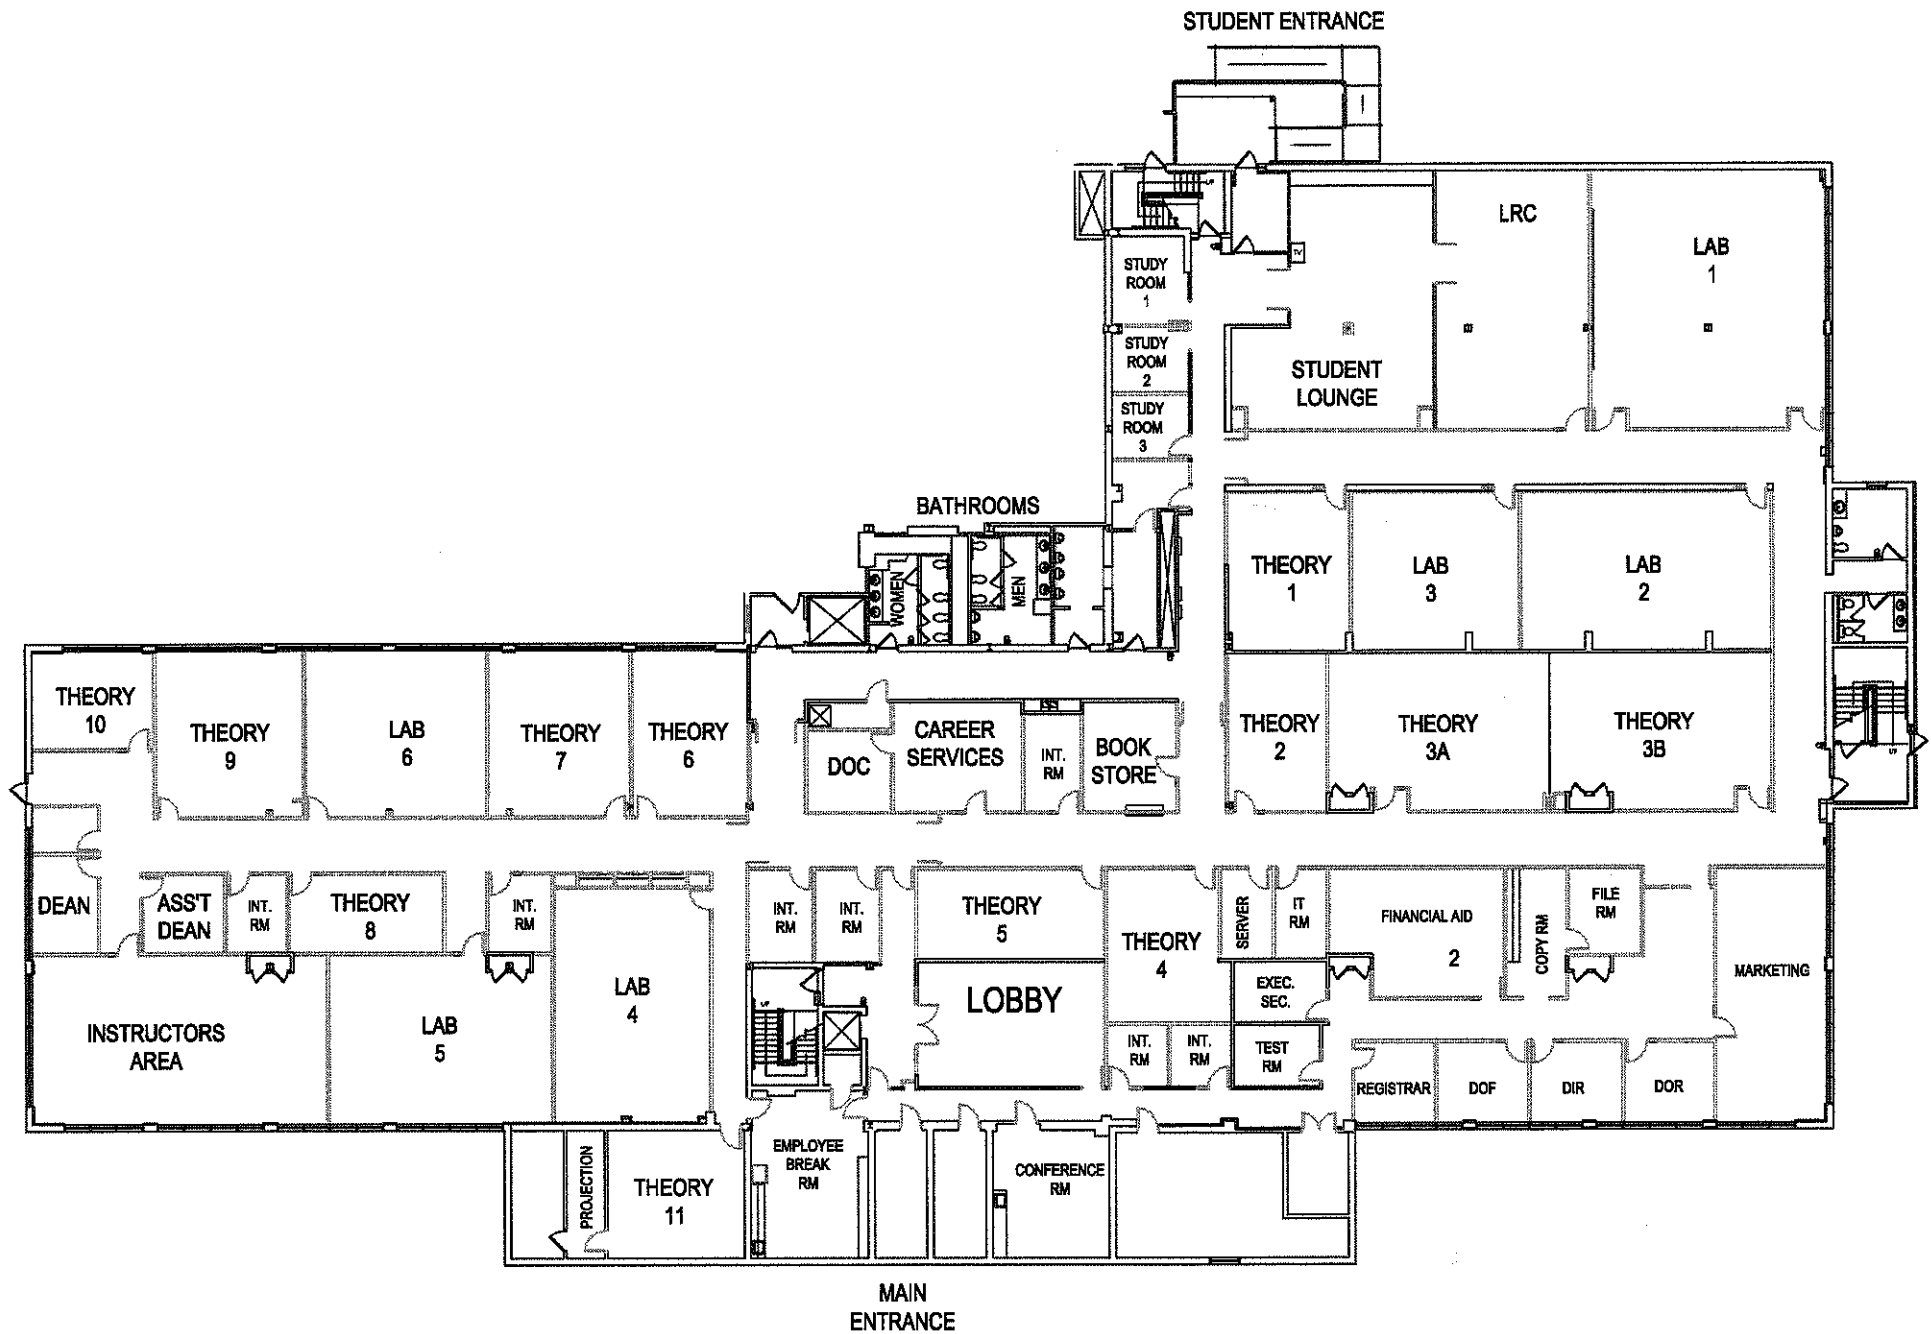 STUDENT ENTRANCE
UP
LRC
LAB
1
TV
STUDY
ROOM
1
STUDY
ROOM
2
STUDENT
LOUNGE
STUDY
ROOM
3
BATHROOMS
WOMEN
MEN
THEORY
1
LAB
3
LAB
2
THEORY
10
THEORY
9
LAB
6
THEORY
7
THEORY
6
DOC
CAREER
SERVICES
INT.
RM
BOOK
STORE
THEORY
2
THEORY
3A
THEORY
3B
UP
DEAN
ASS'T
DEAN
INT.
RM
THEORY
8
INT.
RM
INT.
RM
INT.
RM
THEORY
5
THEORY
4
SERVER
IT
RM
FINANCIAL AID
2
COPY RM
FILE
RM
MARKETING
INSTRUCTORS
AREA
LAB
5
LAB
4
UP
LOBBY
EXEC.
SEC.
INT.
RM
INT.
RM
TEST
RM
REGISTRAR
DOF
DIR
DOR
PROJECTION
THEORY
11
EMPLOYEE
BREAK
RM
CONFERENCE
RM
MAIN
ENTRANCE